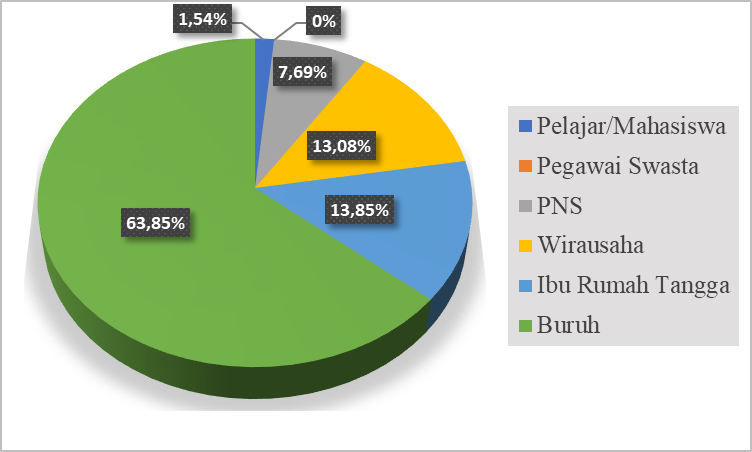 1,54%
0%
7,69%
13,08%
13,85%
63,85%
Pelajar/Mahasiswa
Pegawai Swasta
PNS
Wirausaha
Ibu Rumah Tangga
Buruh